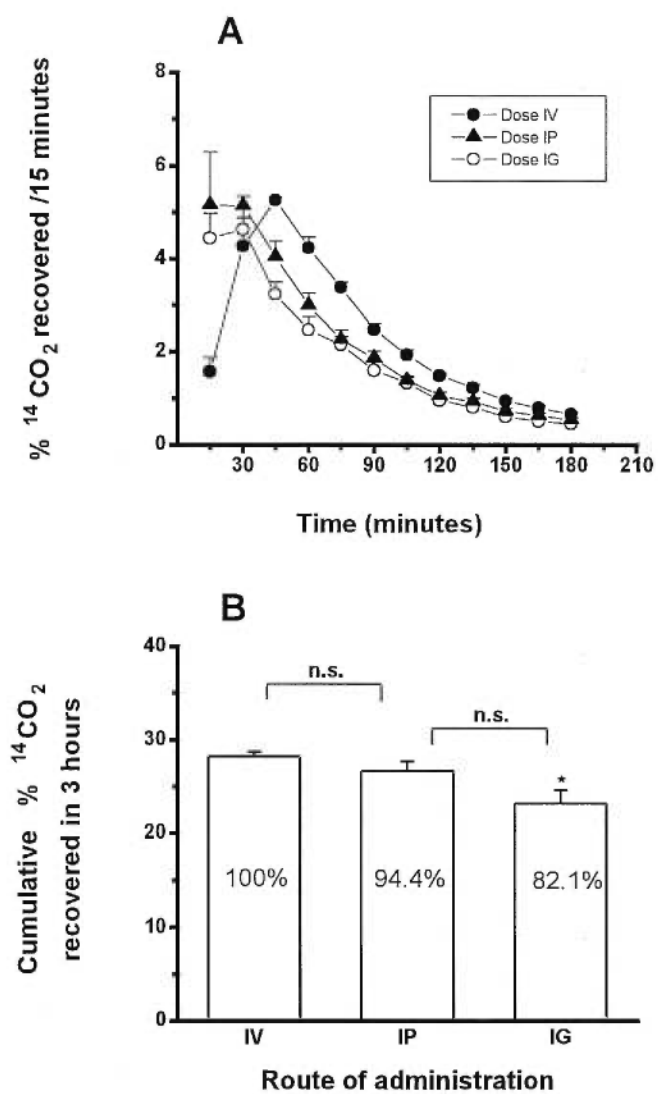 A
% 14 CO2 recovered /15 minutes
8
6
4
2
0
Dose IV
Dose IP
Dose IG
30 60 90 120 150 180 210
Time (minutes)
B
Cumulative % 14CO2
recovered in 3 hours
40
30
20
10
0
n.s.
n.s.
*
100% 94.4% 82.1%
IV IP IG
Route of administration